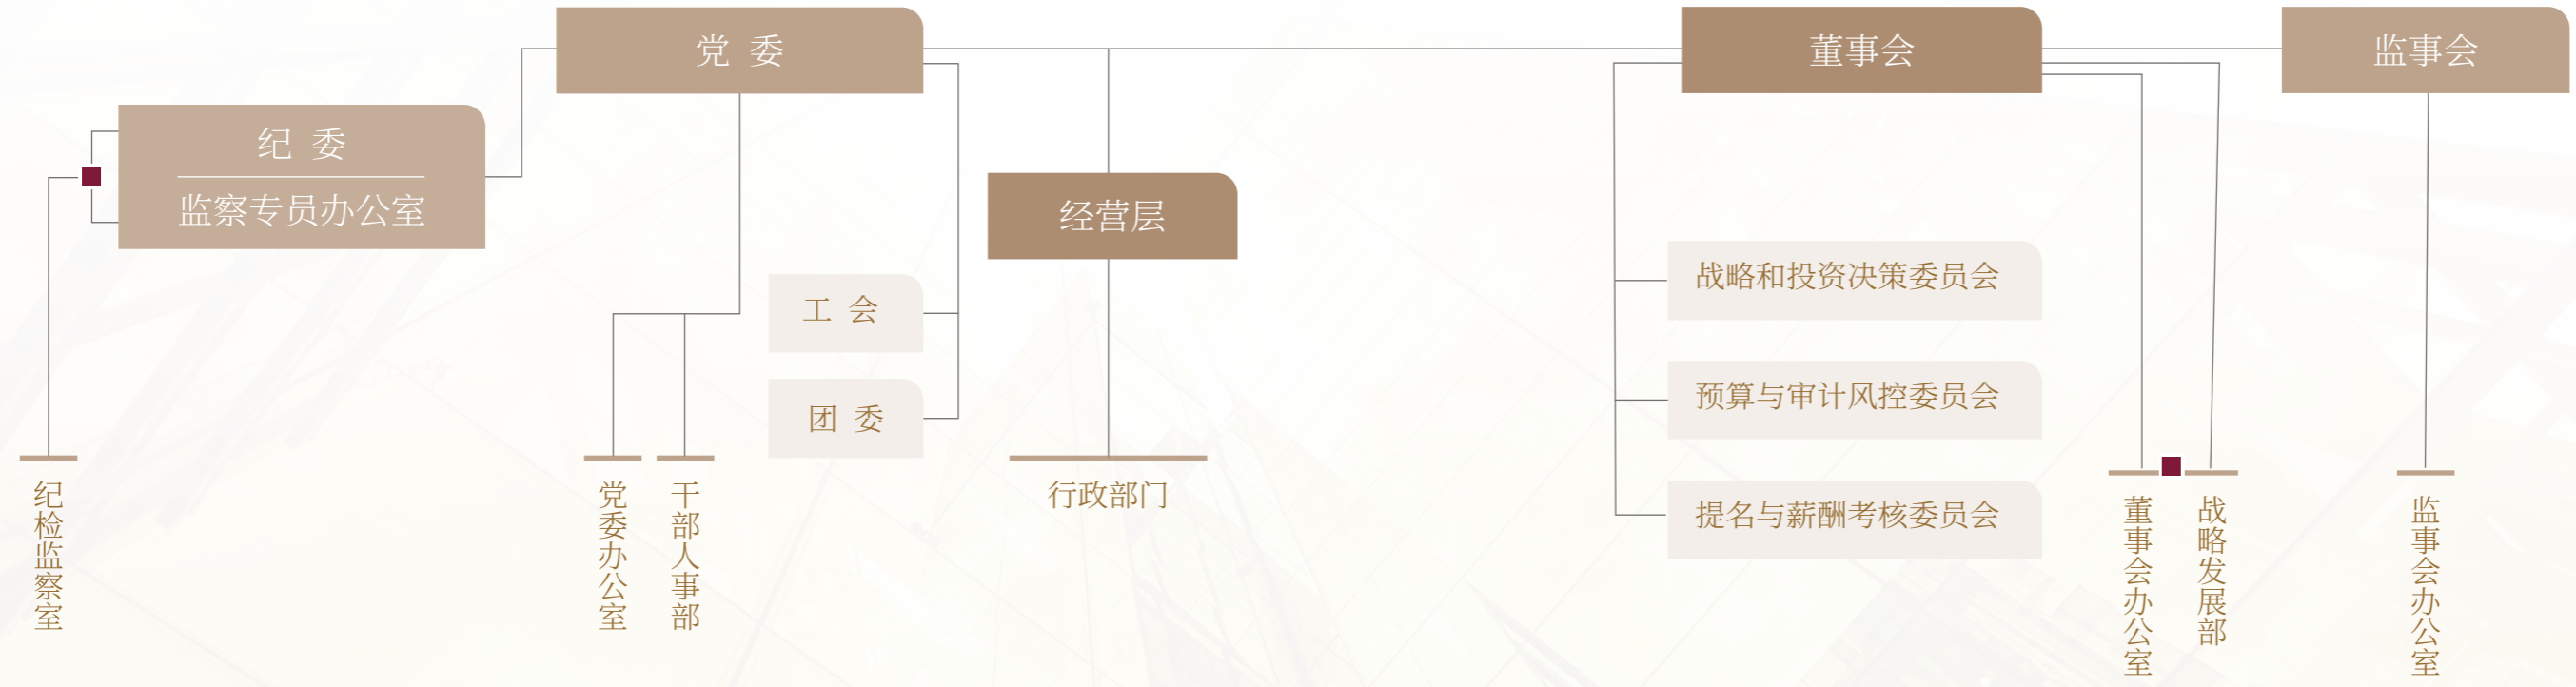 党 委
董事会
监事会
纪 委
监察专员办公室
经营层
工 会
团 委
战略和投资决策委员会
预算与审计风控委员会
提名与薪酬考核委员会
纪检监察室
党委办公室
干部人事部
行政部门
董事会办公室
战略发展部
监事会办公室